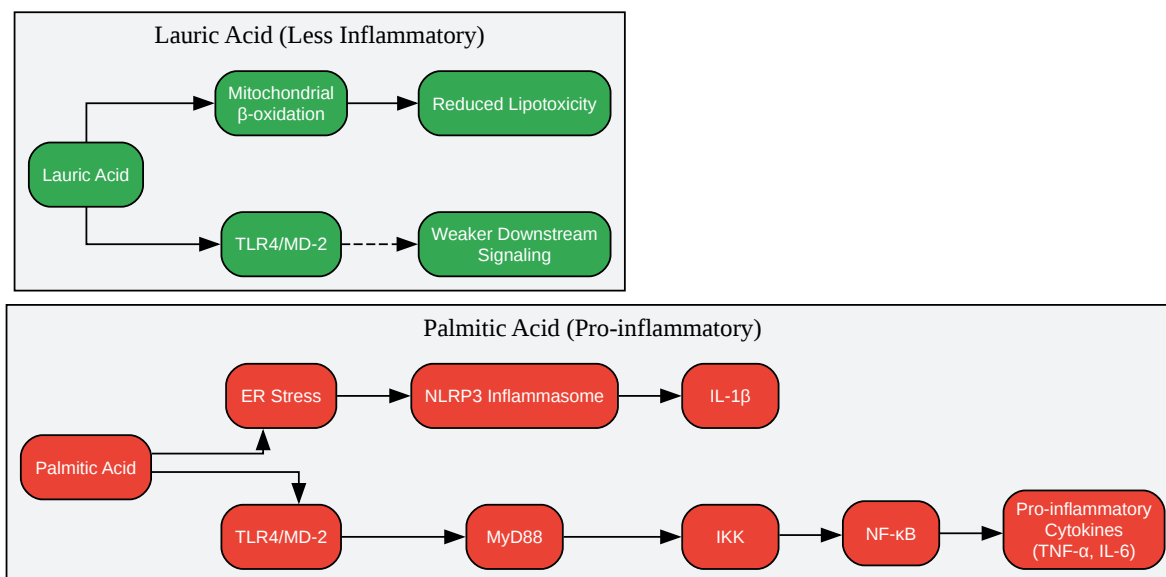 Lauric Acid (Less Inflammatory)
Mitochondrial
β-oxidation
Reduced Lipotoxicity
Lauric Acid
TLR4/MD-2
Weaker Downstream
Signaling
Palmitic Acid (Pro-inflammatory)
ER Stress
NLRP3 Inflammasome
IL-1β
Palmitic Acid
TLR4/MD-2
MyD88
IKK
NF-κB
Pro-inflammatory
Cytokines
(TNF-α, IL-6)